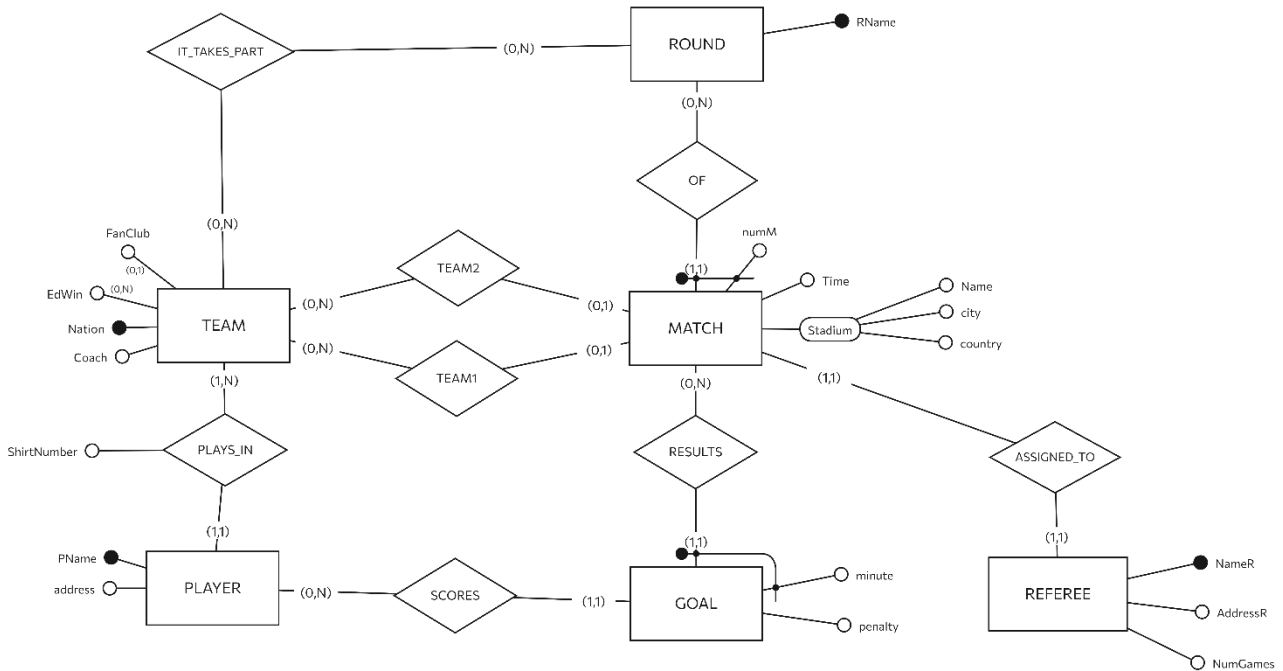 RName
ROUND
IT_TAKES_PART
(0,N)
(0,N)
OF
(0,N)
FanClub
(0,1)
numM
(1,1)
TEAM2
Time
Name
EdWin
(0,N)
(0,N)
(0,1)
city
Nation
TEAM
MATCH
Stadium
country
Coach
(0,N)
(0,1)
TEAM1
(1,N)
(0,N)
(1,1)
ShirtNumber
PLAYS_IN
RESULTS
ASSIGNED_TO
(1,1)
(1,1)
(1,1)
PName
address
PLAYER
(0,N)
SCORES
(1,1)
GOAL
minute
penalty
REFEREE
NameR
AddressR
NumGames